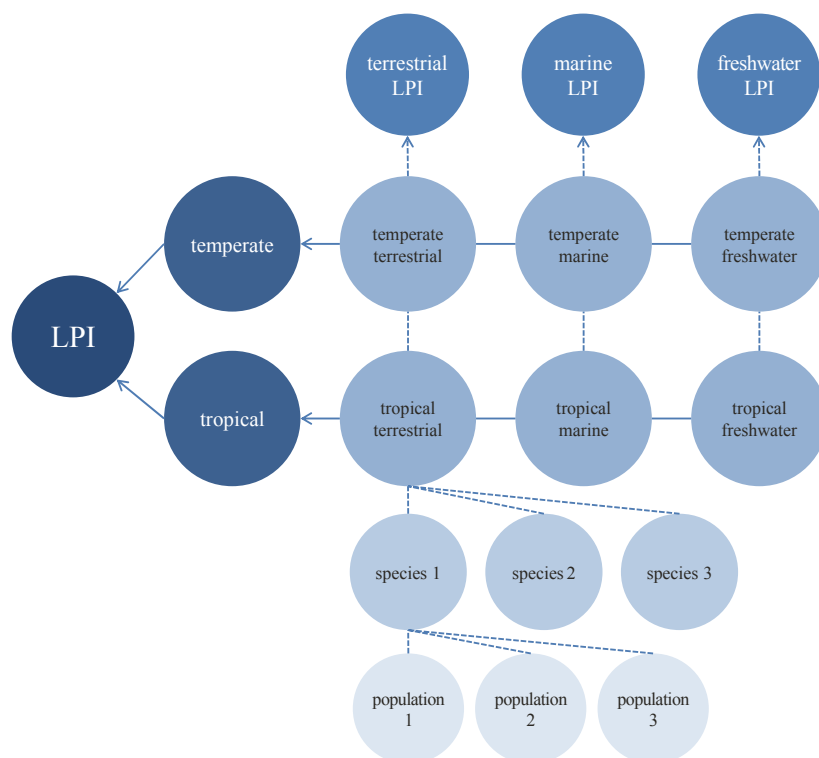 terrestrial
LPI
marine
LPI
freshwater
LPI
temperate
temperate
terrestrial
temperate
marine
temperate
freshwater
LPI
tropical
tropical
terrestrial
tropical
marine
tropical
freshwater
species 1
species 2
species 3
population
1
population
2
population
3